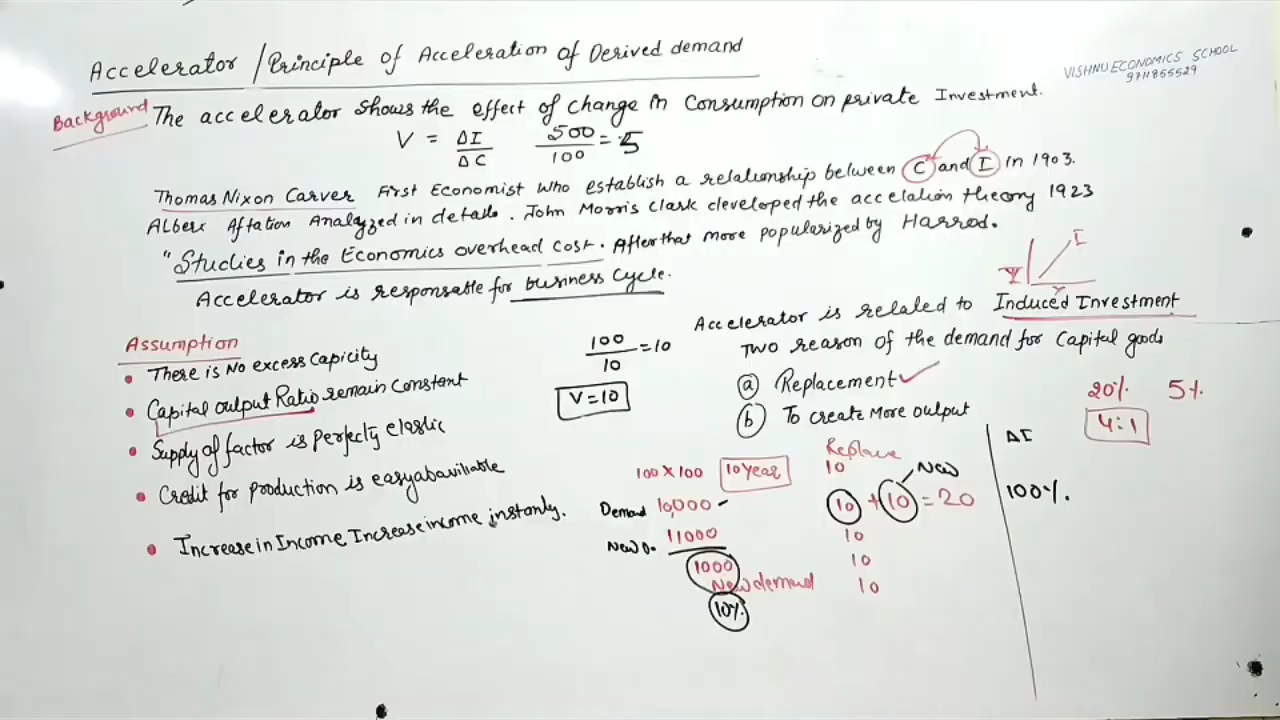 Accelerator / Principle of Acceleration of Derived demand
VISHNU ECONOMICS SCHOOL
9711855529
Background
The accelerator shows the effect of change in Consumption on private Investment.
V = ΔI/ΔC 500/100 = 5
Thomas Nixon Carver First Economist who establish a relationship between C and I in 1903.
Albert Aftation Analyzed in details. John Morris Clark developed the accelation theory 1923
"Studies in the Economics overhead cost. After that more popularized by Harrod.
I
Y
Accelerator is responsable for business cycle.
Accelerator is related to Induced Investment
Two reason of the demand for Capital goods
(a) Replacement ✓
(b) To create More output
20% 5%
4:1
Assumption
• There is No excess Capicity
• Capital output Ratio remain Constant
• Supply of factor is perfectly elastic
• Credit for production is easy abaviliable
• Increase in Income Increase income instantly.
100/10 = 10
V = 10
100 x 100 10 Year
Demand 10,000 –
New D. 11000
1000
New demand
10%
Replace
10
New
10 + 10 = 20
10
10
10
ΔI
100%.